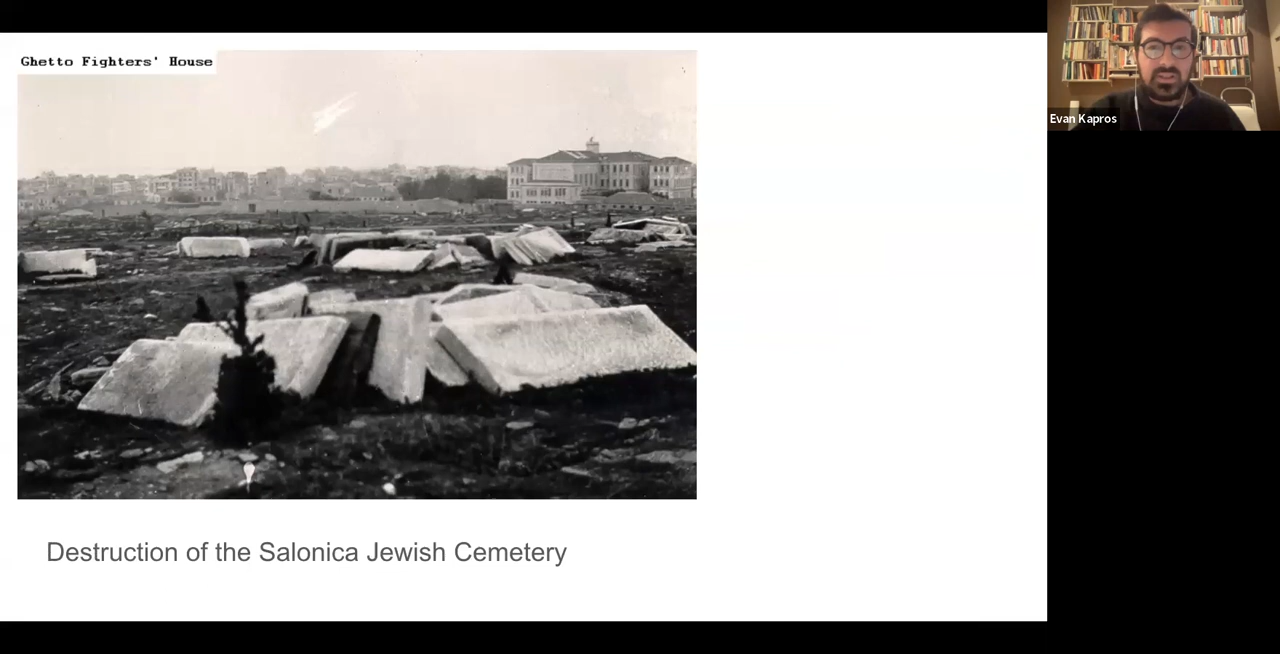 Ghetto Fighters' House
Evan Kapros
Destruction of the Salonica Jewish Cemetery